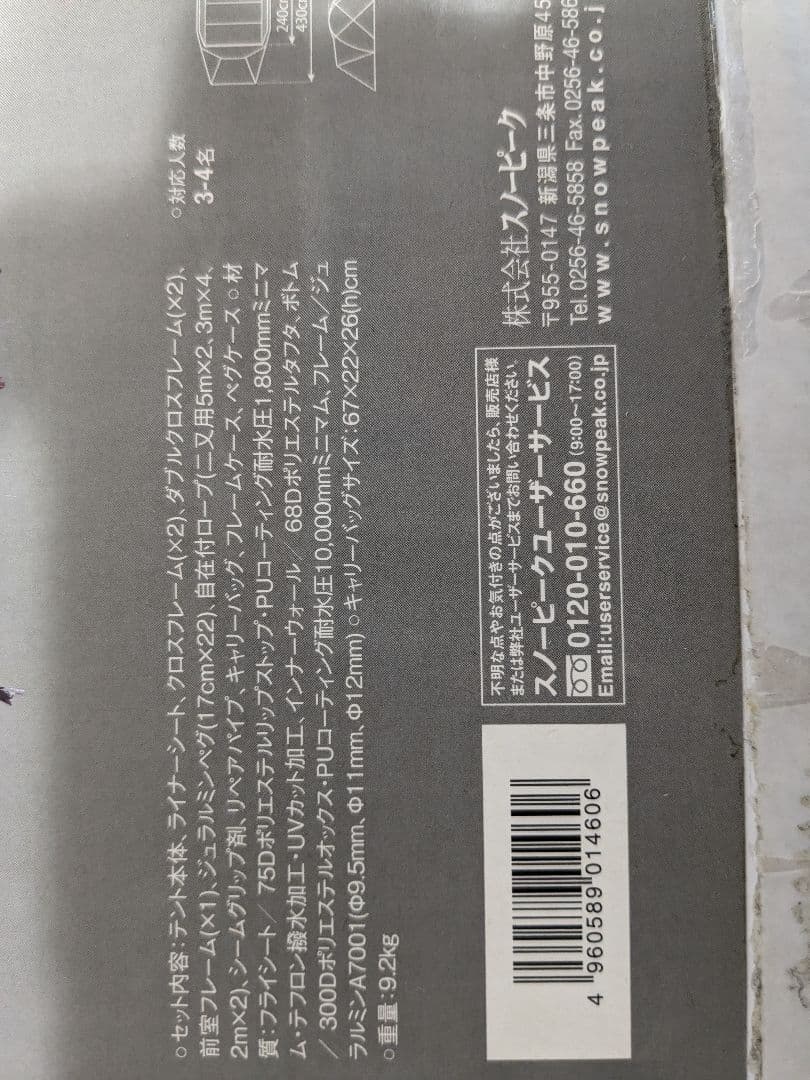 ○セット内容：テント本体、ライナーシート、クロスフレーム(×2)、ダブルクロスフレーム(×2)、
前室フレーム(×1)、ジュラルミンペグ(17cm×22)、自在付ロープ(二又用5m×2、3m×4、
2m×2)、シームグリップ剤、リペアパイプ、キャリーバッグ、フレームケース、ペグケース ○材
質：フライシート／ 75Dポリエステルリップストップ・PUコーティング耐水圧1,800mmミニマ
ム・テフロン撥水加工・UVカット加工、インナーウォール／ 68Dポリエステルタフタ、ボトム
／ 300Dポリエステルオックス・PUコーティング耐水圧10,000mmミニマム、フレーム／ジュ
ラルミンA7001(Φ9.5mm、Φ11mm、Φ12mm) ○キャリーバッグサイズ：67×22×26(h)cm
○重量：9.2kg
○対応人数
3-4名
240cm
430cm
4 960589 014606
不明な点やお気付きの点がございましたら、販売店様
または弊社ユーザーサービスまでお問い合わせください。
スノーピークユーザーサービス
0120-010-660 (9:00〜17:00)
Email:userservice@snowpeak.co.jp
株式会社スノーピーク
〒955-0147 新潟県三条市中野原45
Tel.0256-46-5858 Fax.0256-46-586
www.snowpeak.co.j